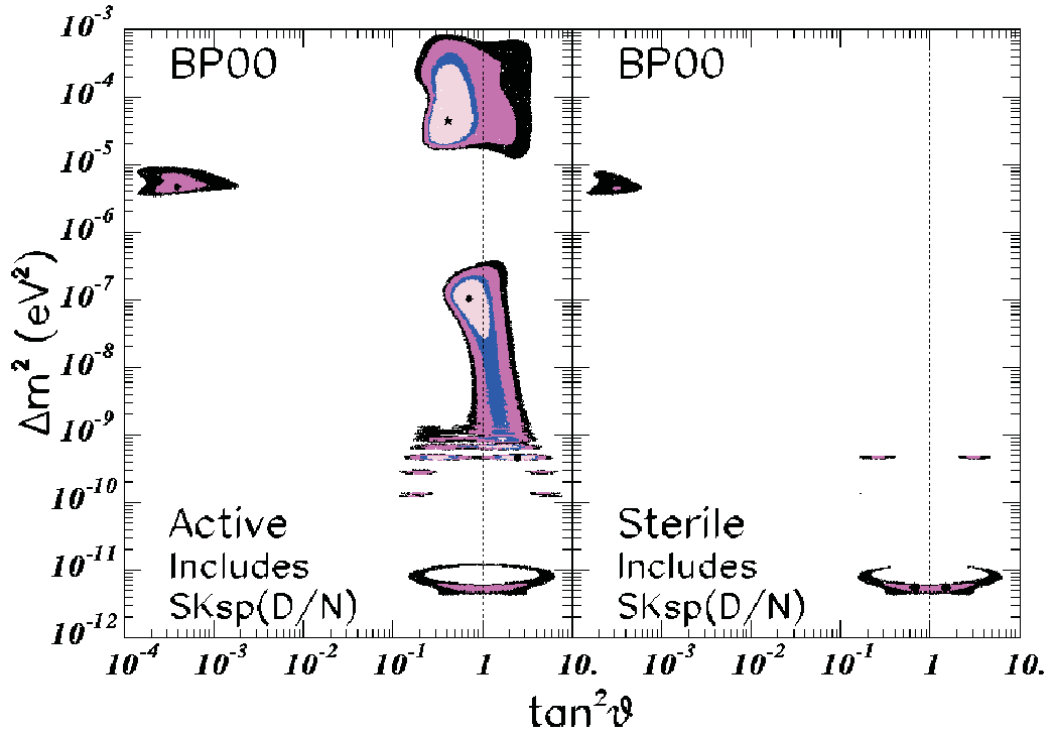 10⁻³
BP00
BP00
10⁻⁴
10⁻⁵
10⁻⁶
10⁻⁷
10⁻⁸
10⁻⁹
10⁻¹⁰
10⁻¹¹
10⁻¹²
Δm² (eV²)
Active
Includes
SKsp(D/N)
Sterile
Includes
SKsp(D/N)
10⁻⁴ 10⁻³ 10⁻² 10⁻¹ 1 10. 10⁻³ 10⁻² 10⁻¹ 1 10.
tan²ϑ